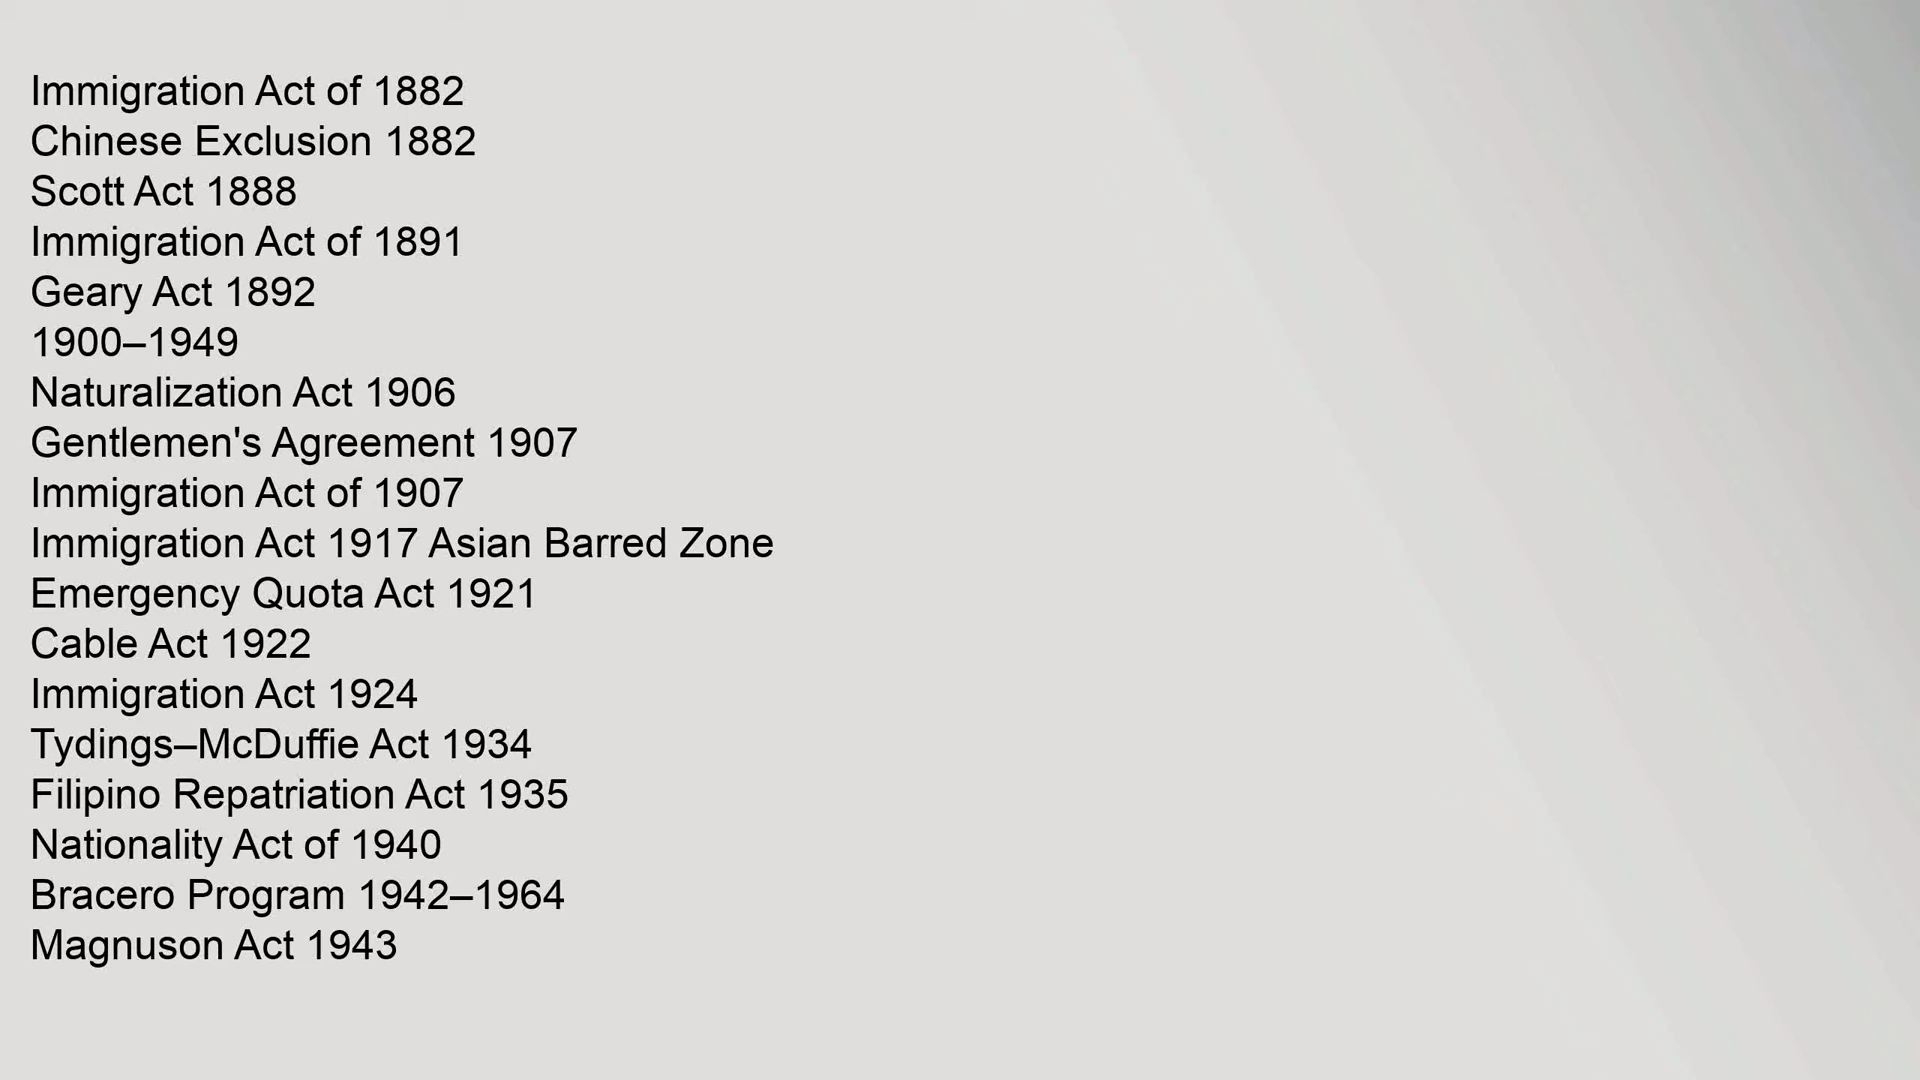 Immigration Act of 1882
Chinese Exclusion 1882
Scott Act 1888
Immigration Act of 1891
Geary Act 1892
1900–1949
Naturalization Act 1906
Gentlemen's Agreement 1907
Immigration Act of 1907
Immigration Act 1917 Asian Barred Zone
Emergency Quota Act 1921
Cable Act 1922
Immigration Act 1924
Tydings–McDuffie Act 1934
Filipino Repatriation Act 1935
Nationality Act of 1940
Bracero Program 1942–1964
Magnuson Act 1943